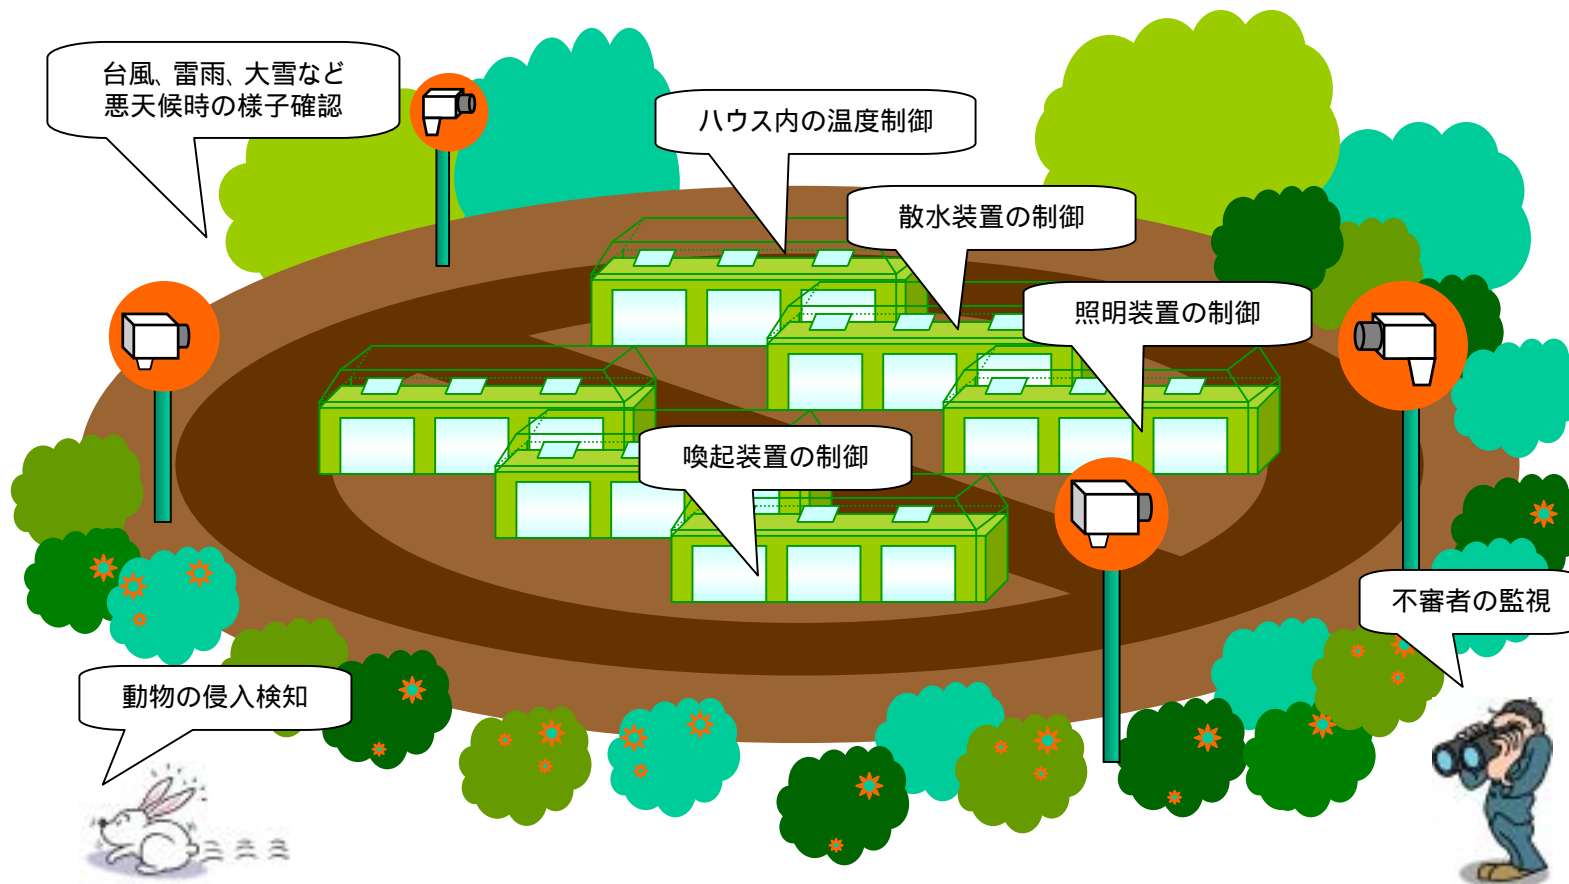 台風、雷雨、大雪など
悪天候時の様子確認
ハウス内の温度制御
散水装置の制御
照明装置の制御
喚起装置の制御
不審者の監視
動物の侵入検知